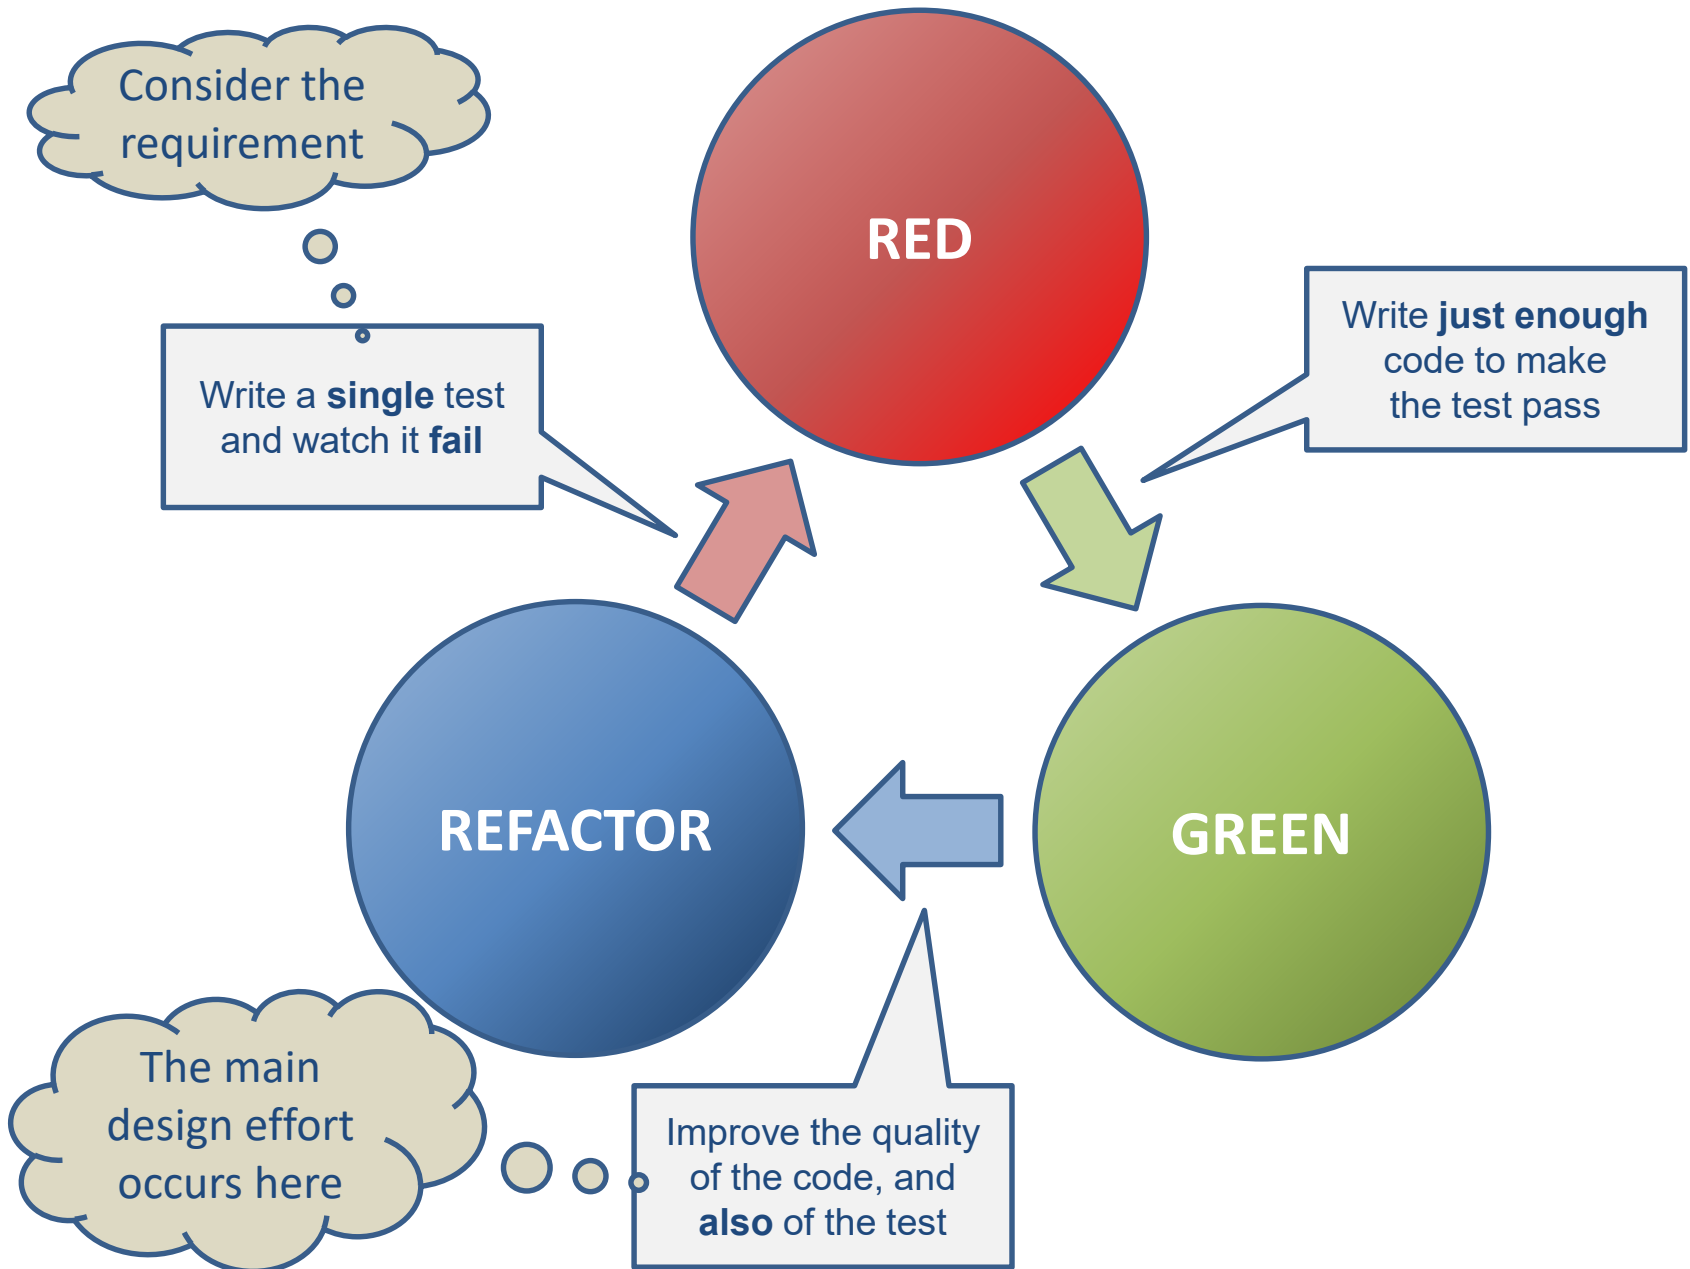 Consider the
requirement
RED
Write a single test
and watch it fail
Write just enough
code to make
the test pass
REFACTOR
GREEN
The main
design effort
occurs here
Improve the quality
of the code, and
also of the test